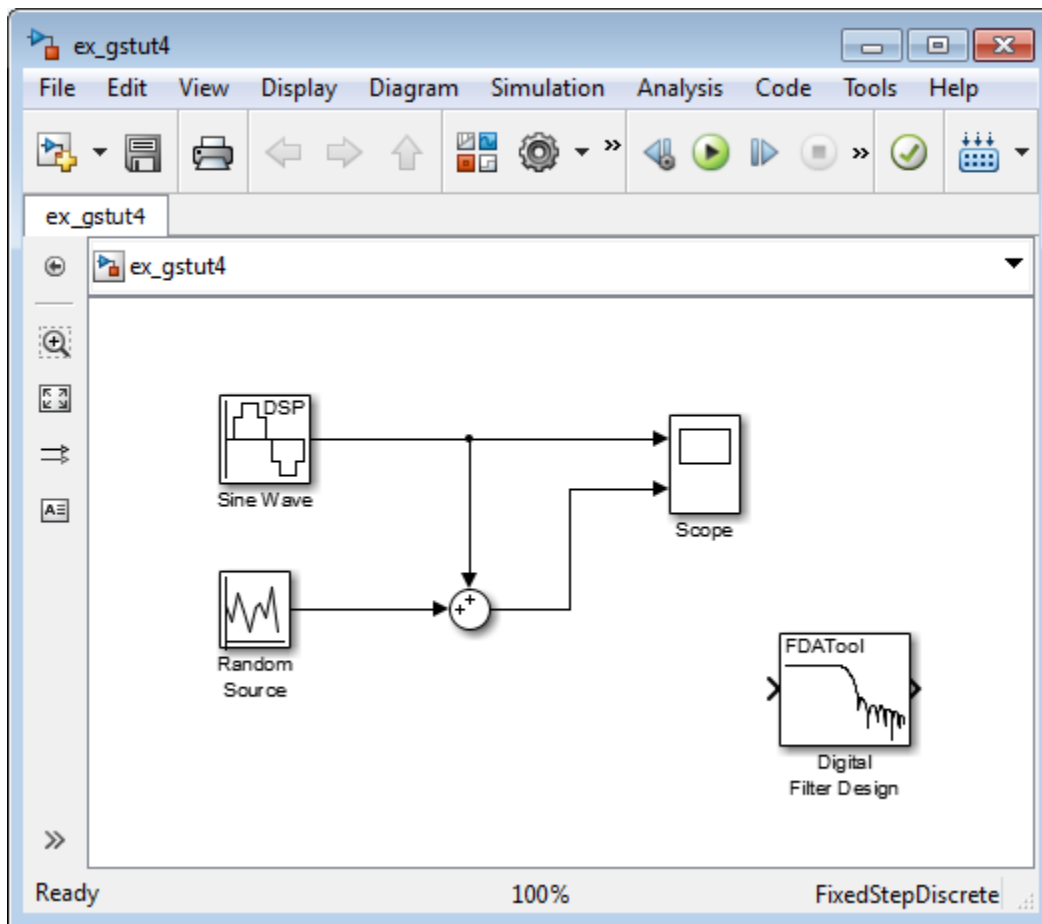 ex_gstut4
File Edit View Display Diagram Simulation Analysis Code Tools Help
ex_gstut4
ex_gstut4
DSP
Sine Wave
Scope
Random
Source
FDATool
Digital
Filter Design
Ready 100% FixedStepDiscrete